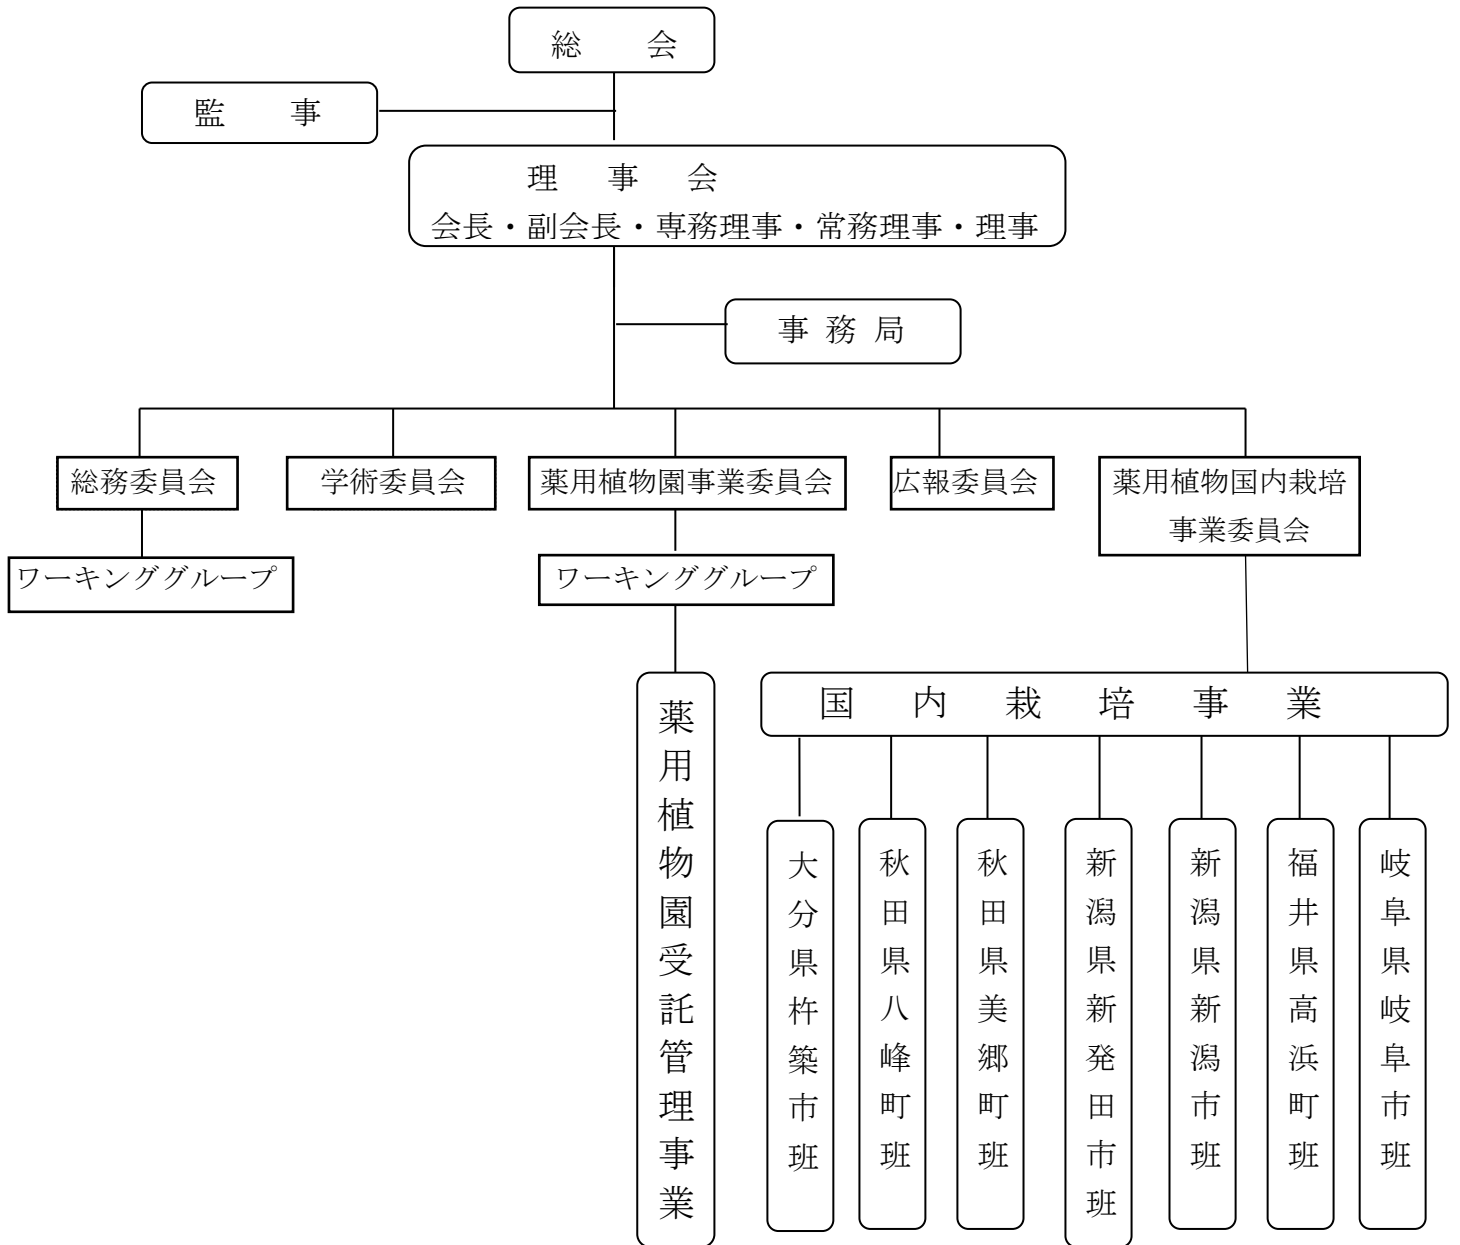 総　　会
監　　事
理　事　会
会長・副会長・専務理事・常務理事・理事
事 務 局
総務委員会
学術委員会
薬用植物園事業委員会
広報委員会
薬用植物国内栽培
事業委員会
ワーキンググループ
ワーキンググループ
薬用植物園受託管理事業
国　内　栽　培　事　業
大分県杵築市班
秋田県八峰町班
秋田県美郷町班
新潟県新発田市班
新潟県新潟市班
福井県高浜町班
岐阜県岐阜市班